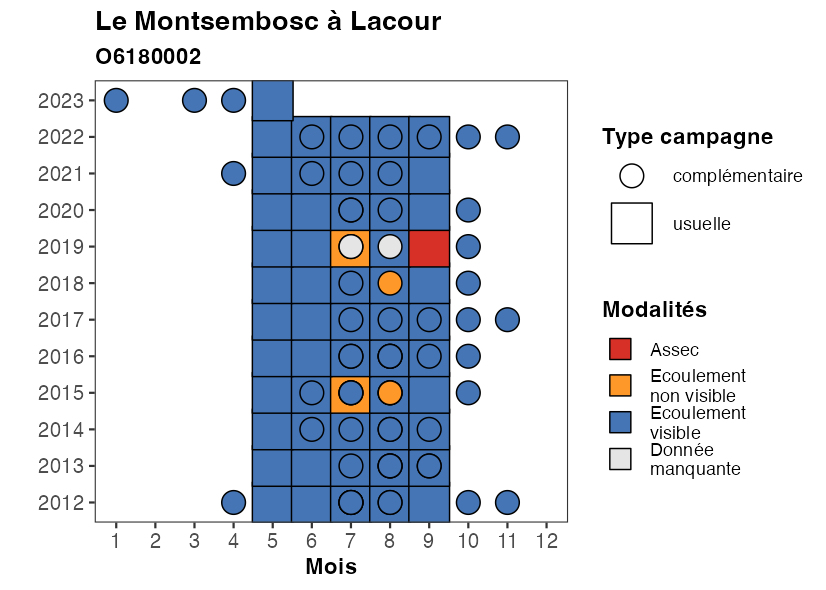 Le Montsembosc à Lacour
O6180002
2023
2022
2021
2020
2019
2018
2017
2016
2015
2014
2013
2012
1 2 3 4 5 6 7 8 9 10 11 12
Mois
Type campagne
complémentaire
usuelle
Modalités
Assec
Ecoulement
non visible
Ecoulement
visible
Donnée
manquante